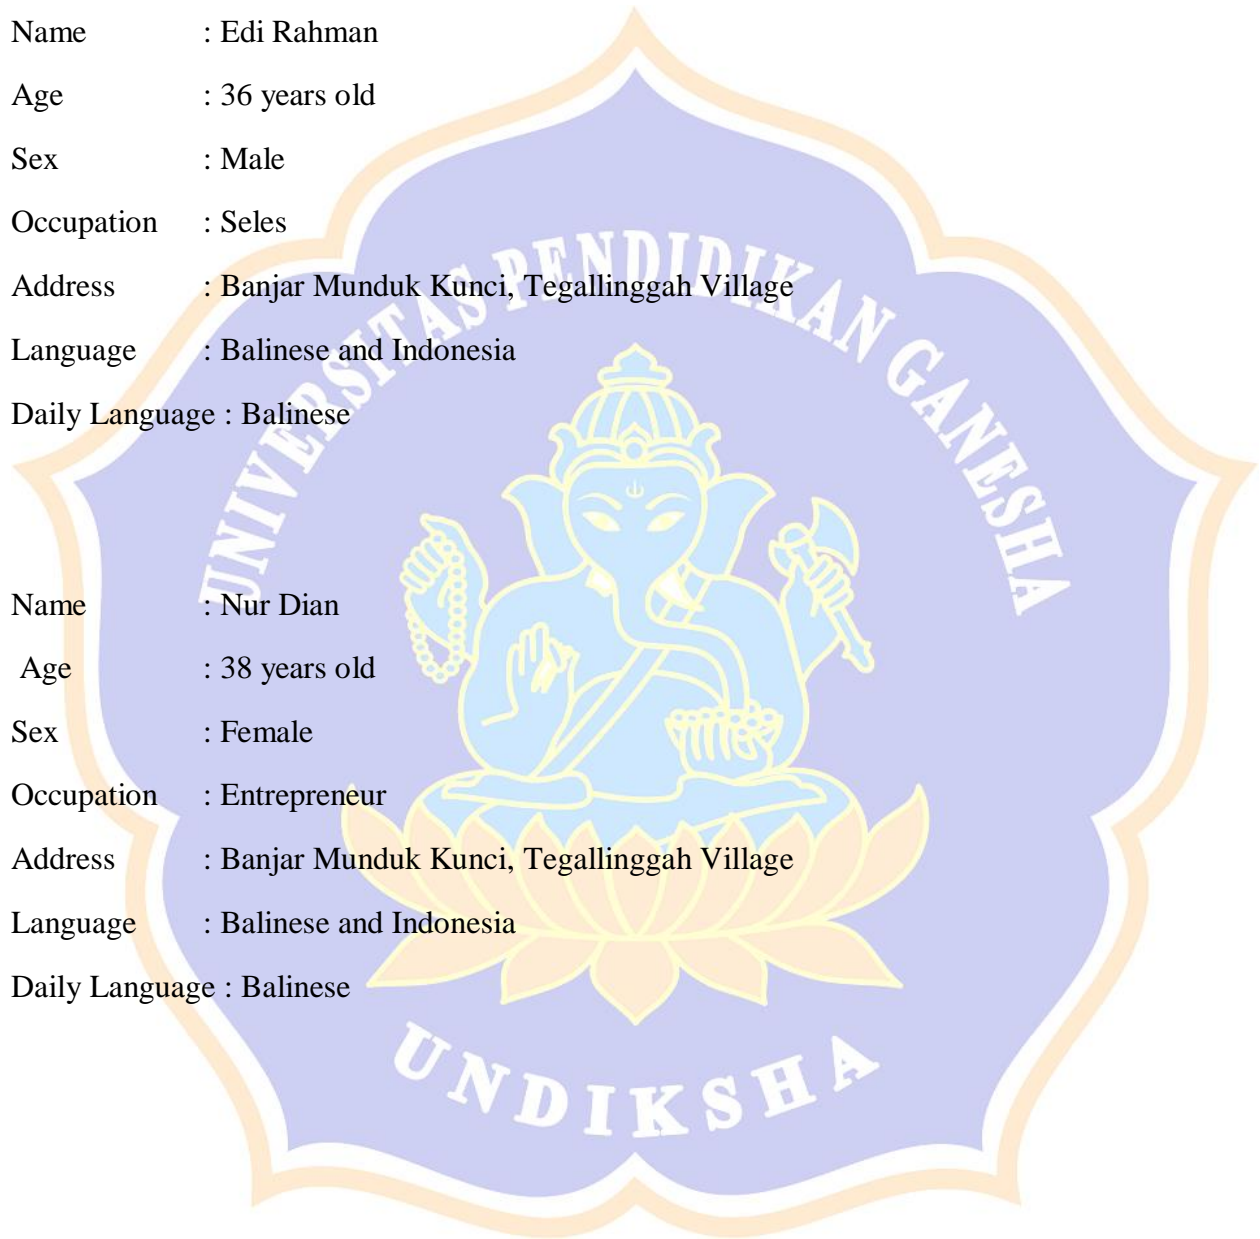 Name : Edi Rahman
Age : 36 years old
Sex : Male
Occupation : Seles
Address : Banjar Munduk Kunci, Tegallinggah Village
Language : Balinese and Indonesia
Daily Language : Balinese
UNIVERSITAS PENDIDIKAN GANESHA
Name : Nur Dian
Age : 38 years old
Sex : Female
Occupation : Entrepreneur
Address : Banjar Munduk Kunci, Tegallinggah Village
Language : Balinese and Indonesia
Daily Language : Balinese
UNDIKSHA